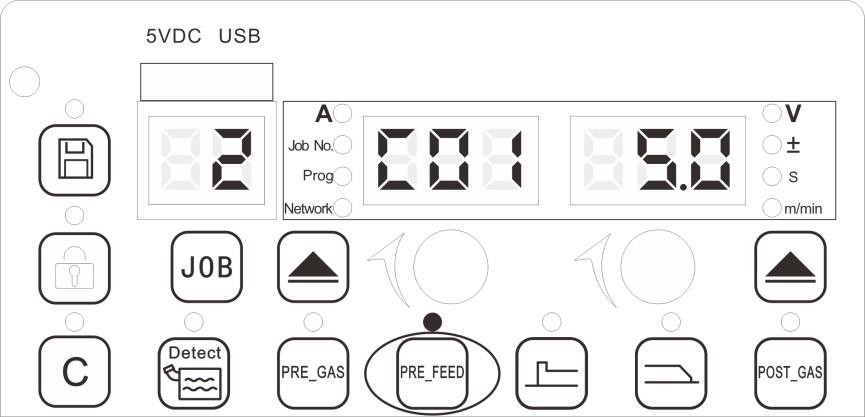 5VDC USB
A
V
Job No.
±
Prog
S
Network
m/min
2
C01
5.0
JOB
C
Detect
PRE_GAS
PRE_FEED
POST_GAS